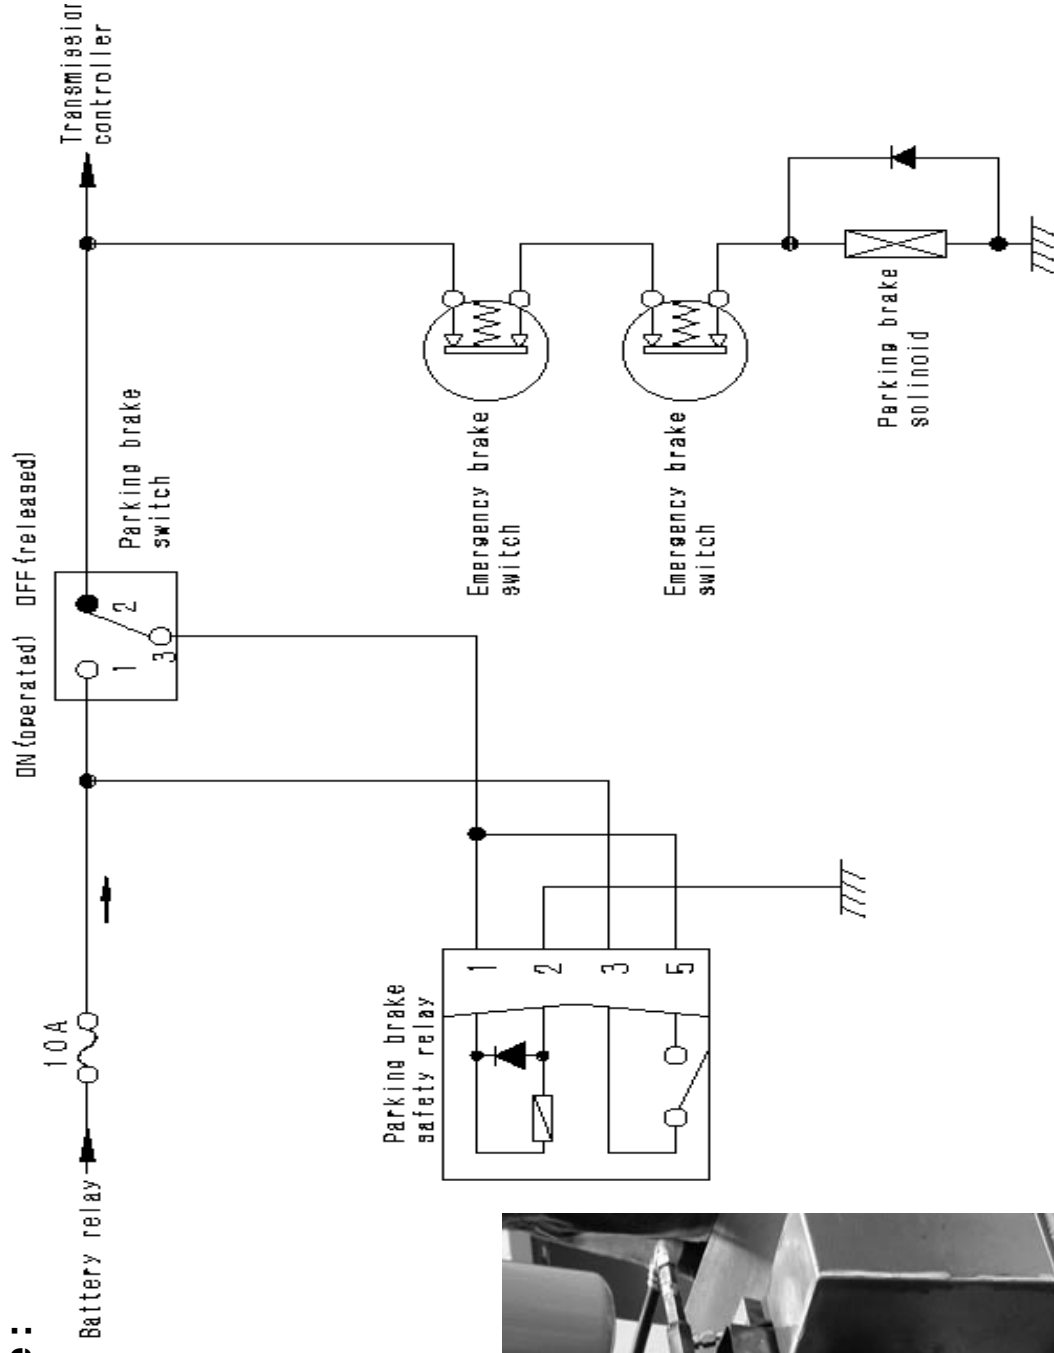 e:
ON(operated) OFF(released)
10A
Transmission
controller
Battery relay
1 2
3
Parking brake
switch
Parking brake
safety relay
1
2
3
5
Emergency brake
switch
Emergency brake
switch
Parking brake
solinoid